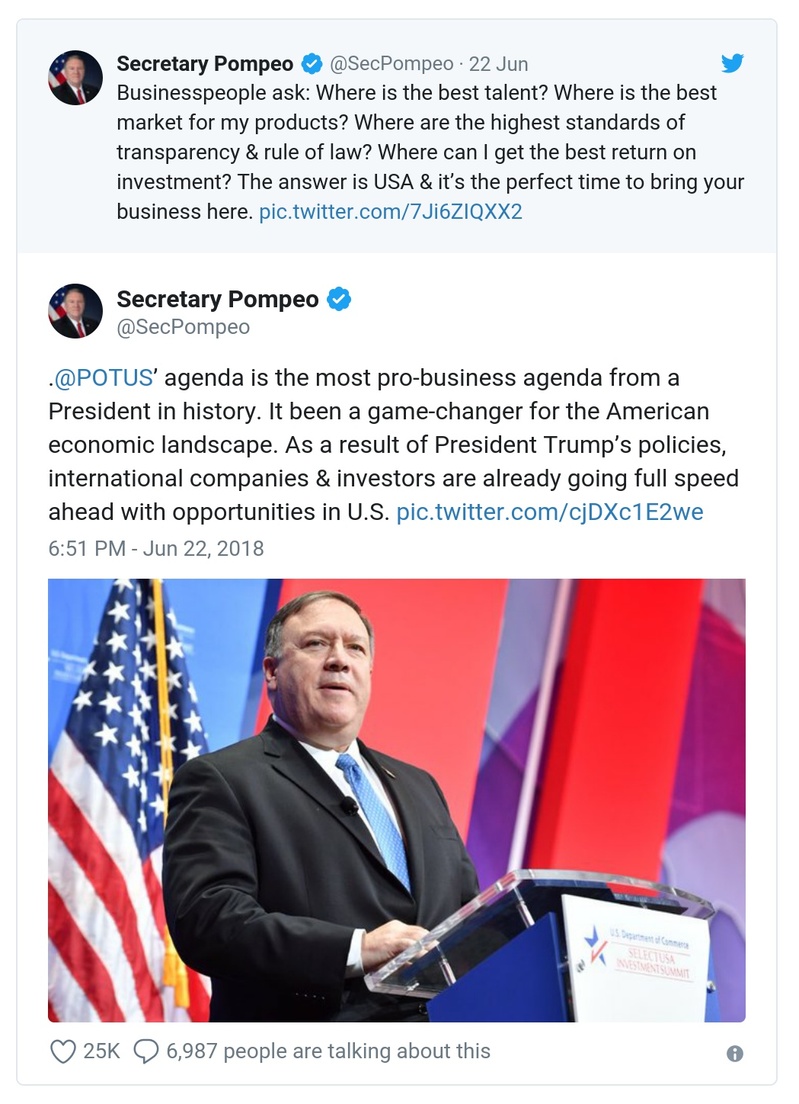 Secretary Pompeo @SecPompeo · 22 Jun
Businesspeople ask: Where is the best talent? Where is the best
market for my products? Where are the highest standards of
transparency & rule of law? Where can I get the best return on
investment? The answer is USA & it’s the perfect time to bring your
business here. pic.twitter.com/7Ji6ZIQXX2
Secretary Pompeo
@SecPompeo
.@POTUS’ agenda is the most pro-business agenda from a
President in history. It been a game-changer for the American
economic landscape. As a result of President Trump’s policies,
international companies & investors are already going full speed
ahead with opportunities in U.S. pic.twitter.com/cjDXc1E2we
6:51 PM - Jun 22, 2018
U.S. Department of Commerce
SELECTUSA
INVESTMENT SUMMIT
25K 6,987 people are talking about this